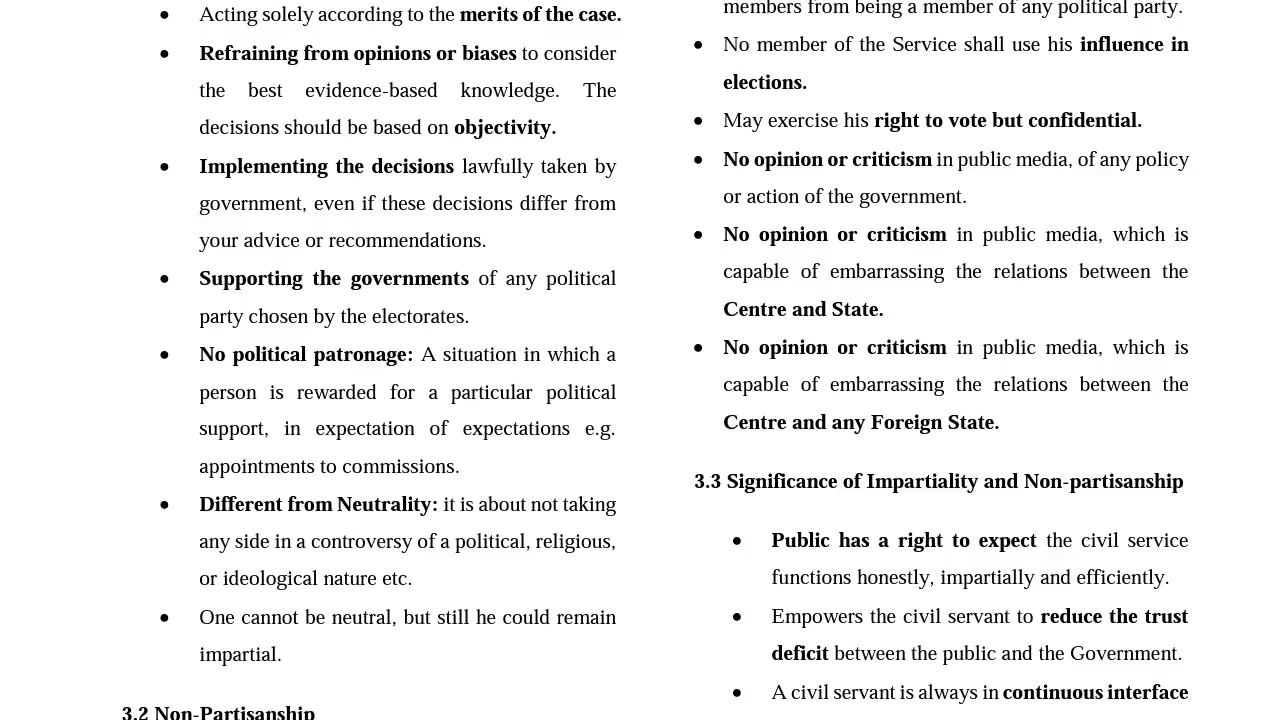 • Acting solely according to the merits of the case.
• Refraining from opinions or biases to consider
the best evidence-based knowledge. The
decisions should be based on objectivity.
• Implementing the decisions lawfully taken by
government, even if these decisions differ from
your advice or recommendations.
• Supporting the governments of any political
party chosen by the electorates.
• No political patronage: A situation in which a
person is rewarded for a particular political
support, in expectation of expectations e.g.
appointments to commissions.
• Different from Neutrality: it is about not taking
any side in a controversy of a political, religious,
or ideological nature etc.
• One cannot be neutral, but still he could remain
impartial.
3.2 Non-Partisanship
members from being a member of any political party.
• No member of the Service shall use his influence in
elections.
• May exercise his right to vote but confidential.
• No opinion or criticism in public media, of any policy
or action of the government.
• No opinion or criticism in public media, which is
capable of embarrassing the relations between the
Centre and State.
• No opinion or criticism in public media, which is
capable of embarrassing the relations between the
Centre and any Foreign State.
3.3 Significance of Impartiality and Non-partisanship
• Public has a right to expect the civil service
functions honestly, impartially and efficiently.
• Empowers the civil servant to reduce the trust
deficit between the public and the Government.
• A civil servant is always in continuous interface